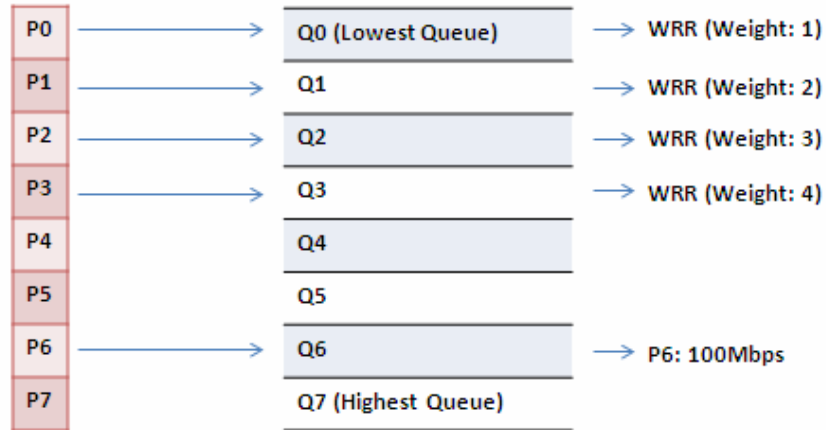 P0 Q0 (Lowest Queue) WRR (Weight: 1)
P1 Q1 WRR (Weight: 2)
P2 Q2 WRR (Weight: 3)
P3 Q3 WRR (Weight: 4)
P4 Q4
P5 Q5
P6 Q6 P6: 100Mbps
P7 Q7 (Highest Queue)